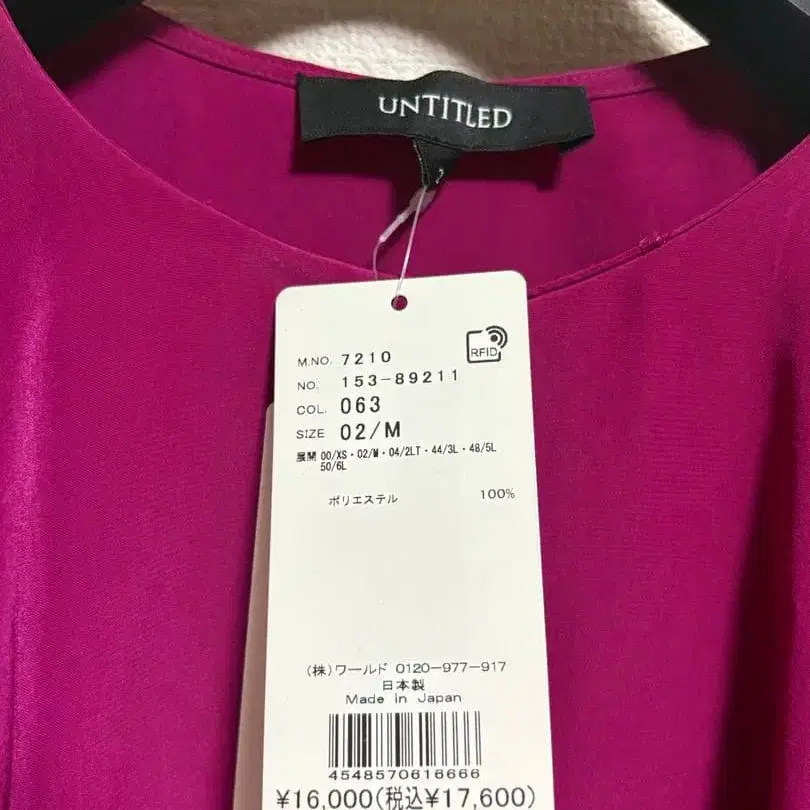 UNTITLED
2
M.NO. 7210
RFID
NO. 153-89211
COL. 063
SIZE 02/M
展開 00/XS・02/M・04/2LT・44/3L・48/5L
50/6L
ポリエステル 100%
(株)ワールド 0120-977-917
日本製
Made in Japan
4548570616666
¥16,000(税込¥17,600)